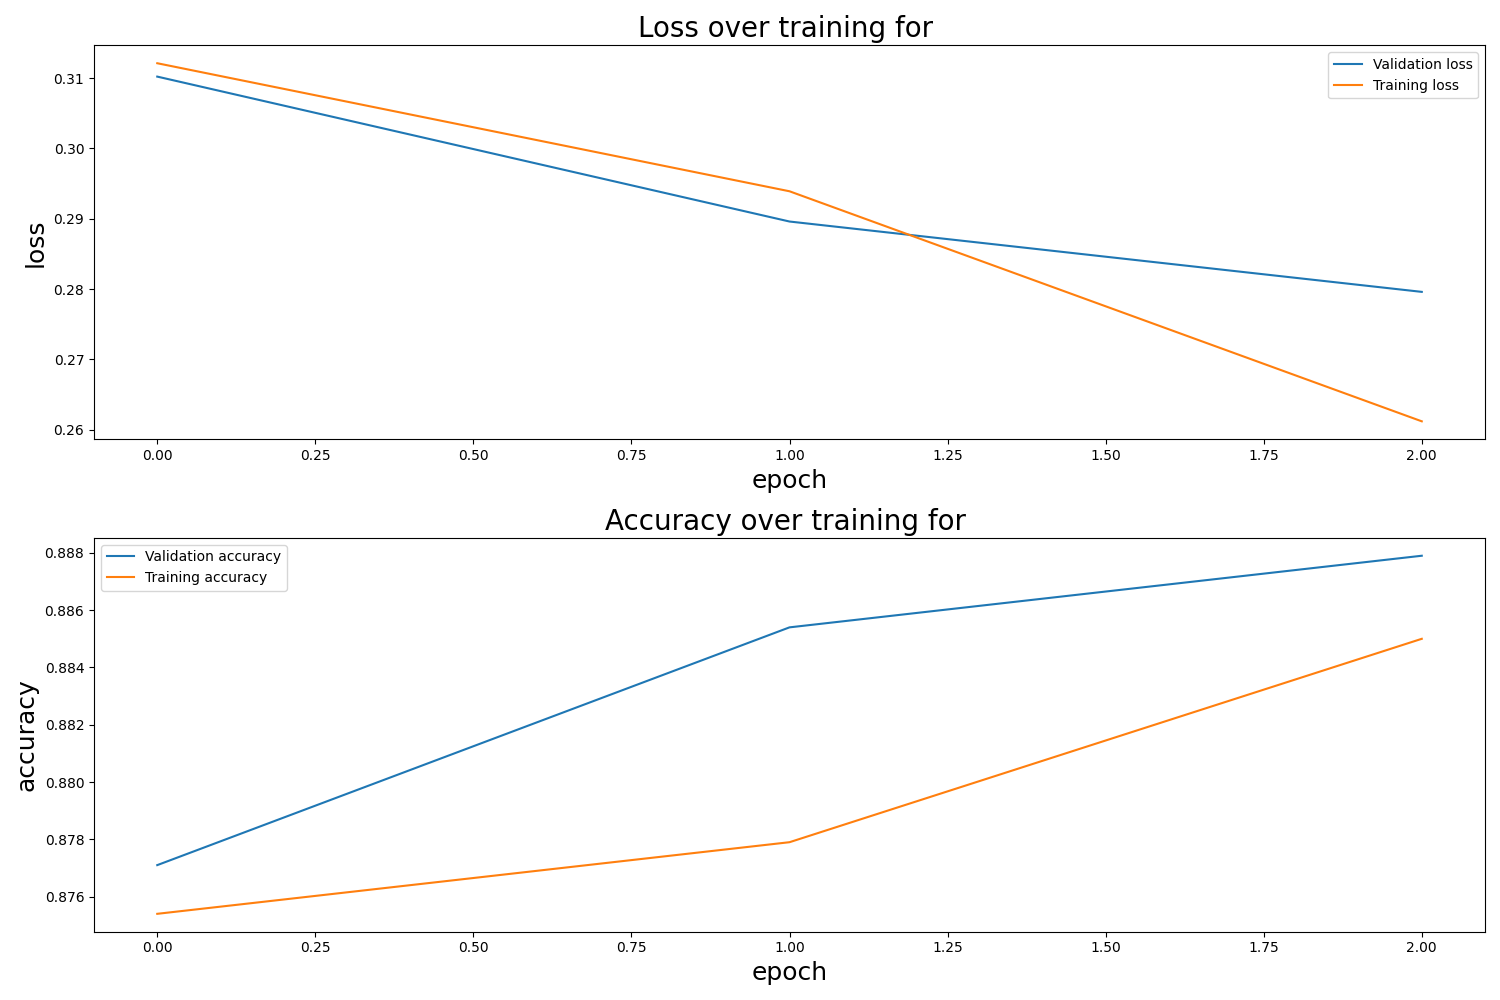 Loss over training for
Validation loss
Training loss
0.31
0.30
0.29
0.28
0.27
0.26
loss
0.00 0.25 0.50 0.75 1.00 1.25 1.50 1.75 2.00
epoch
Accuracy over training for
Validation accuracy
Training accuracy
0.888
0.886
0.884
0.882
0.880
0.878
0.876
accuracy
0.00 0.25 0.50 0.75 1.00 1.25 1.50 1.75 2.00
epoch